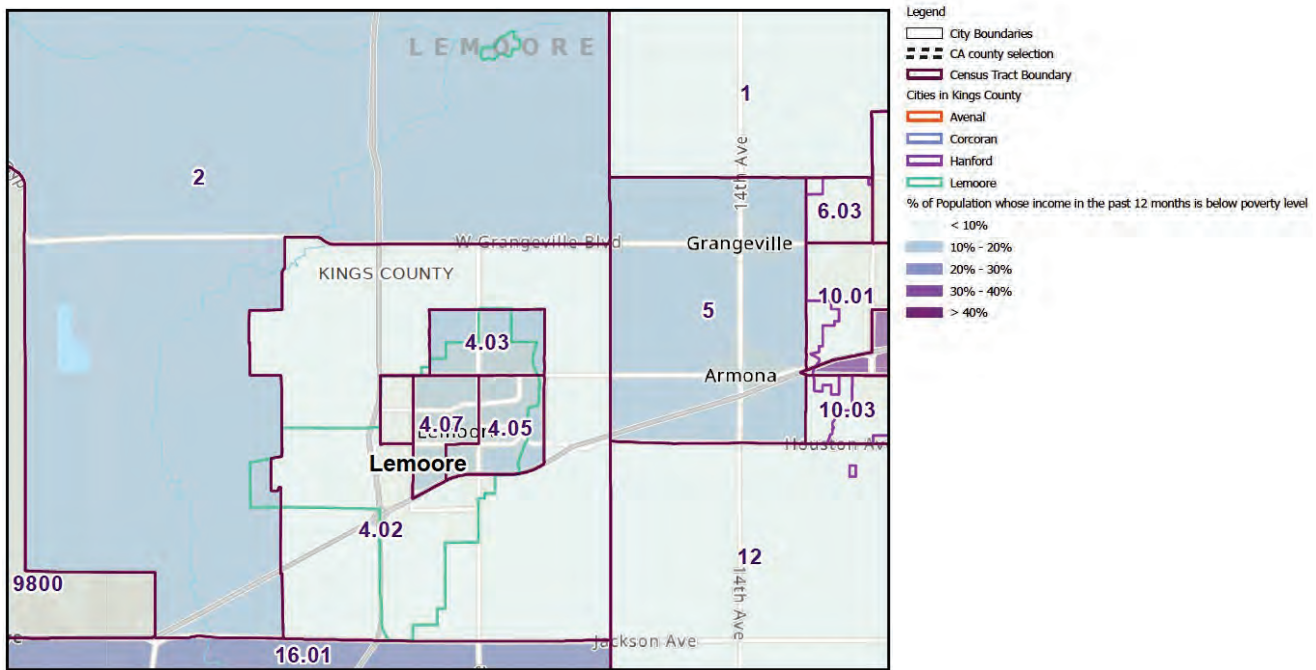 LEMOORE
1
14th Ave
2
6.03
W Grangeville Blvd
Grangeville
KINGS COUNTY
10.01
5
4.03
Armona
10.03
4.07
4.05
Lemoore
Houston Av
Lemoore
4.02
12
9800
14th Ave
Jackson Ave
16.01
Legend
City Boundaries
CA county selection
Census Tract Boundary
Cities in Kings County
Avenal
Corcoran
Hanford
Lemoore
% of Population whose income in the past 12 months is below poverty level
< 10%
10% - 20%
20% - 30%
30% - 40%
> 40%